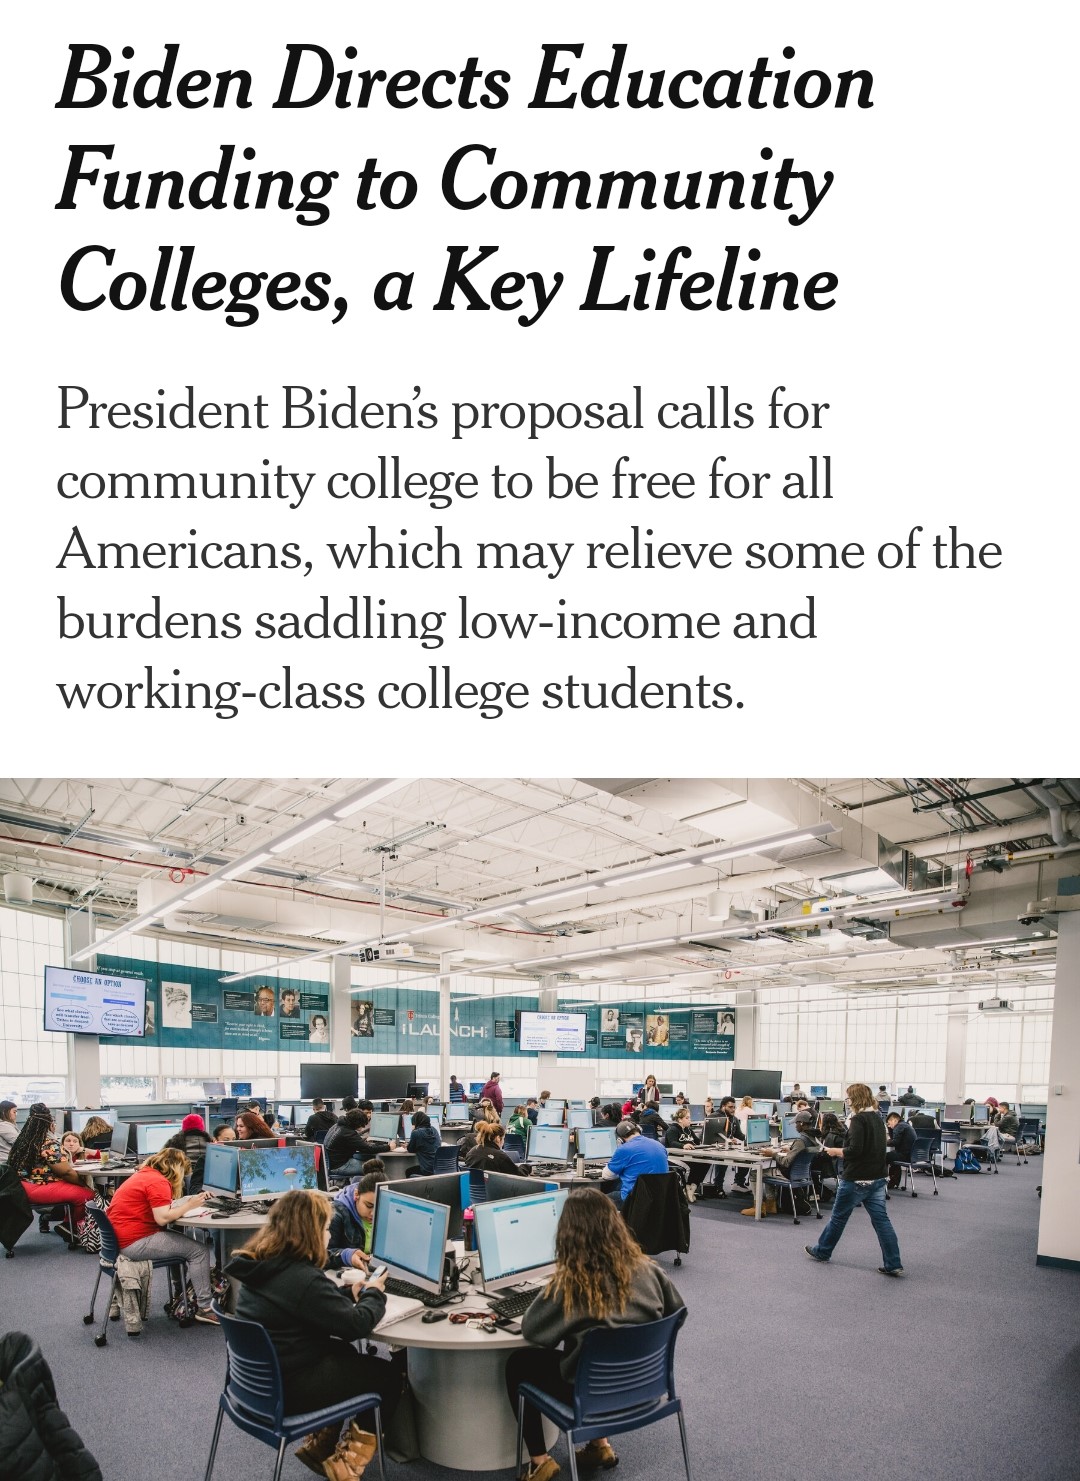 Biden Directs Education
Funding to Community
Colleges, a Key Lifeline
President Biden’s proposal calls for
community college to be free for all
Americans, which may relieve some of the
burdens saddling low-income and
working-class college students.
CHOOSE AN OPTION
CHOOSE AN OPTION
iLAUNCH